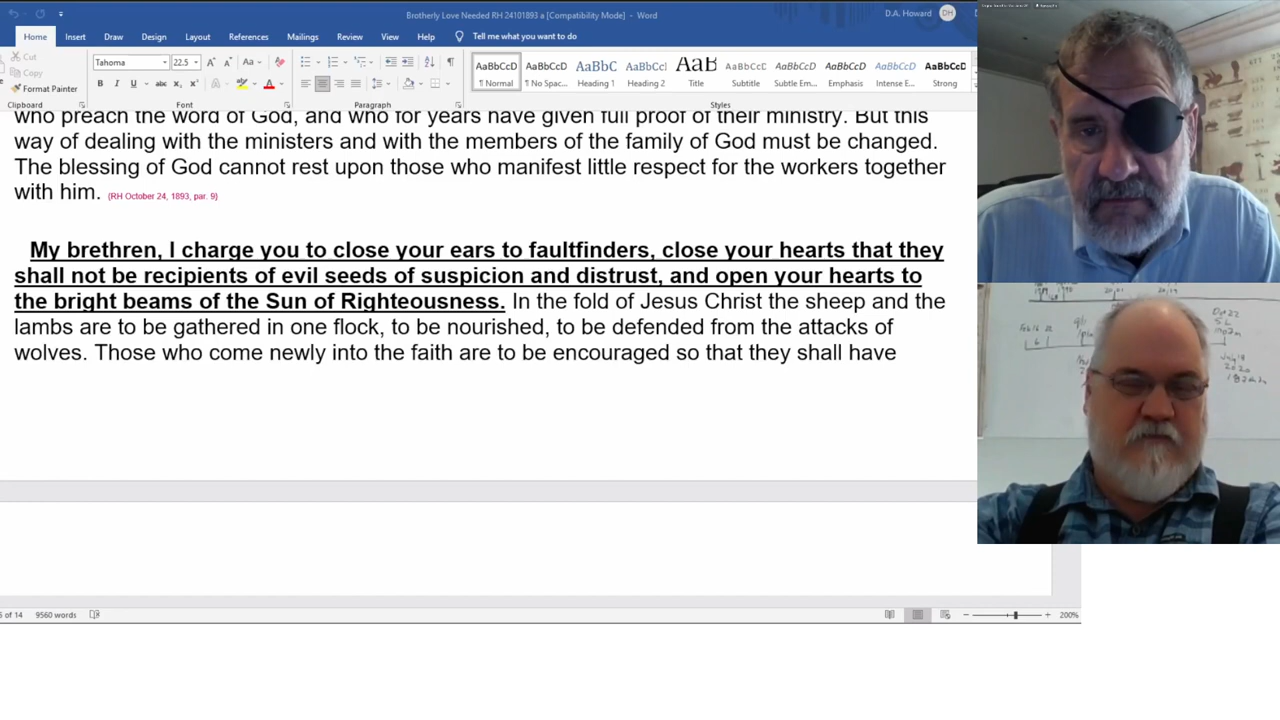 Brotherly Love Needed RH 24101893 a [Compatibility Mode] - Word
D.A. Howard
DH
Home Insert Draw Design Layout References Mailings Review View Help Tell me what you want to do
Cut
Copy
Format Painter
Clipboard
Tahoma 22.5
Font
Paragraph
AaBbCcD AaBbCcD AaBbC AaBbCc AaB AaBbCcD AaBbCcD AaBbCcD AaBbCcD AaBbCcD
¶ Normal ¶ No Spac... Heading 1 Heading 2 Title Subtitle Subtle Em... Emphasis Intense E... Strong
Styles
who preach the word of God, and who for years have given full proof of their ministry. But this
way of dealing with the ministers and with the members of the family of God must be changed.
The blessing of God cannot rest upon those who manifest little respect for the workers together
with him. (RH October 24, 1893, par. 9)
My brethren, I charge you to close your ears to faultfinders, close your hearts that they
shall not be recipients of evil seeds of suspicion and distrust, and open your hearts to
the bright beams of the Sun of Righteousness. In the fold of Jesus Christ the sheep and the
lambs are to be gathered in one flock, to be nourished, to be defended from the attacks of
wolves. Those who come newly into the faith are to be encouraged so that they shall have
of 14 9560 words
200%
July 18
2020